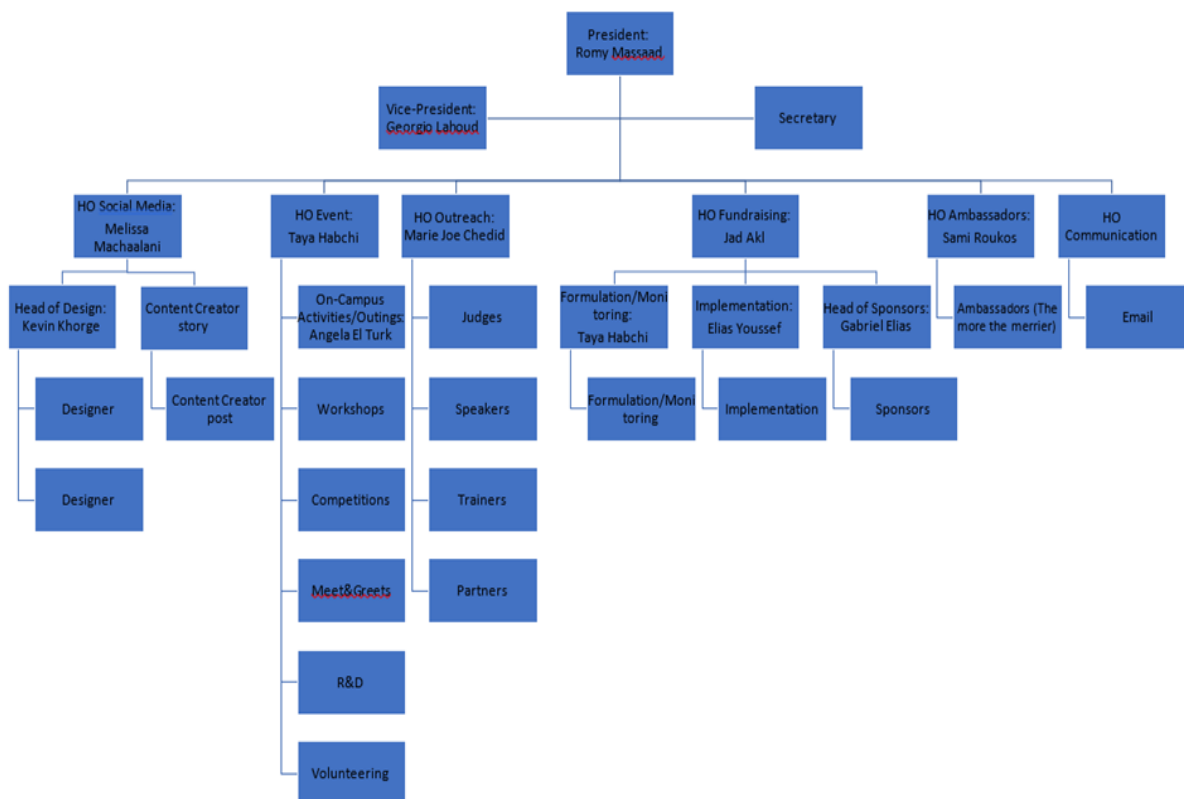 President:
Romy Massaad
Vice-President:
Georgio Lahoud
Secretary
HO Social Media:
Melissa
Machaalani
HO Event:
Taya Habchi
HO Outreach:
Marie Joe Chedid
HO Fundraising:
Jad Akl
HO Ambassadors:
Sami Roukos
HO
Communication
Head of Design:
Kevin Khorge
Content Creator
story
On-Campus
Activities/Outings:
Angela El Turk
Judges
Formulation/Moni
toring:
Taya Habchi
Implementation:
Elias Youssef
Head of Sponsors:
Gabriel Elias
Ambassadors (The
more the merrier)
Email
Designer
Content Creator
post
Workshops
Speakers
Formulation/Moni
toring
Implementation
Sponsors
Designer
Competitions
Trainers
Meet&Greets
Partners
R&D
Volunteering